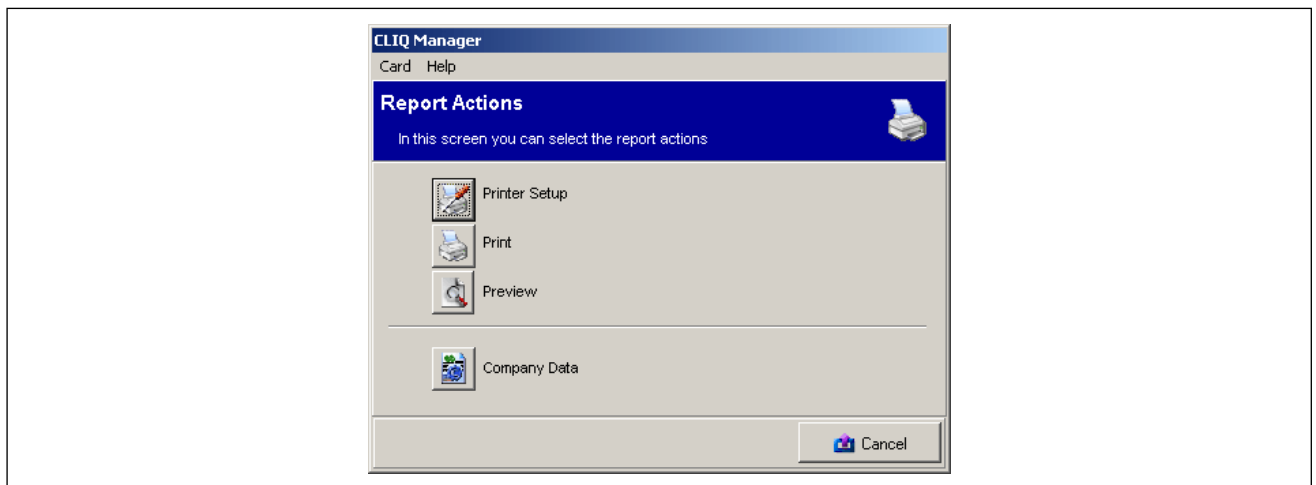 CLIQ Manager
Card Help
Report Actions
In this screen you can select the report actions
Printer Setup
Print
Preview
Company Data
Cancel